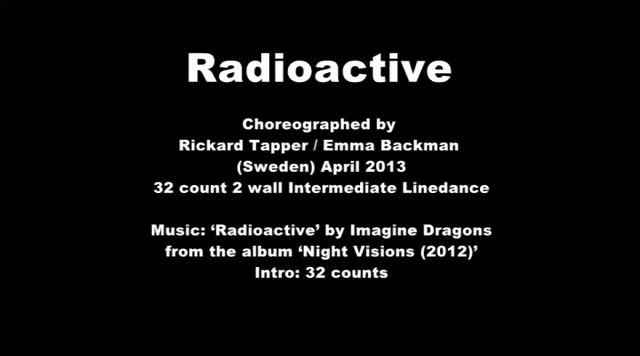 Radioactive
Choreographed by
Rickard Tapper / Emma Backman
(Sweden) April 2013
32 count 2 wall Intermediate Linedance
Music: ‘Radioactive’ by Imagine Dragons
from the album ‘Night Visions (2012)’
Intro: 32 counts